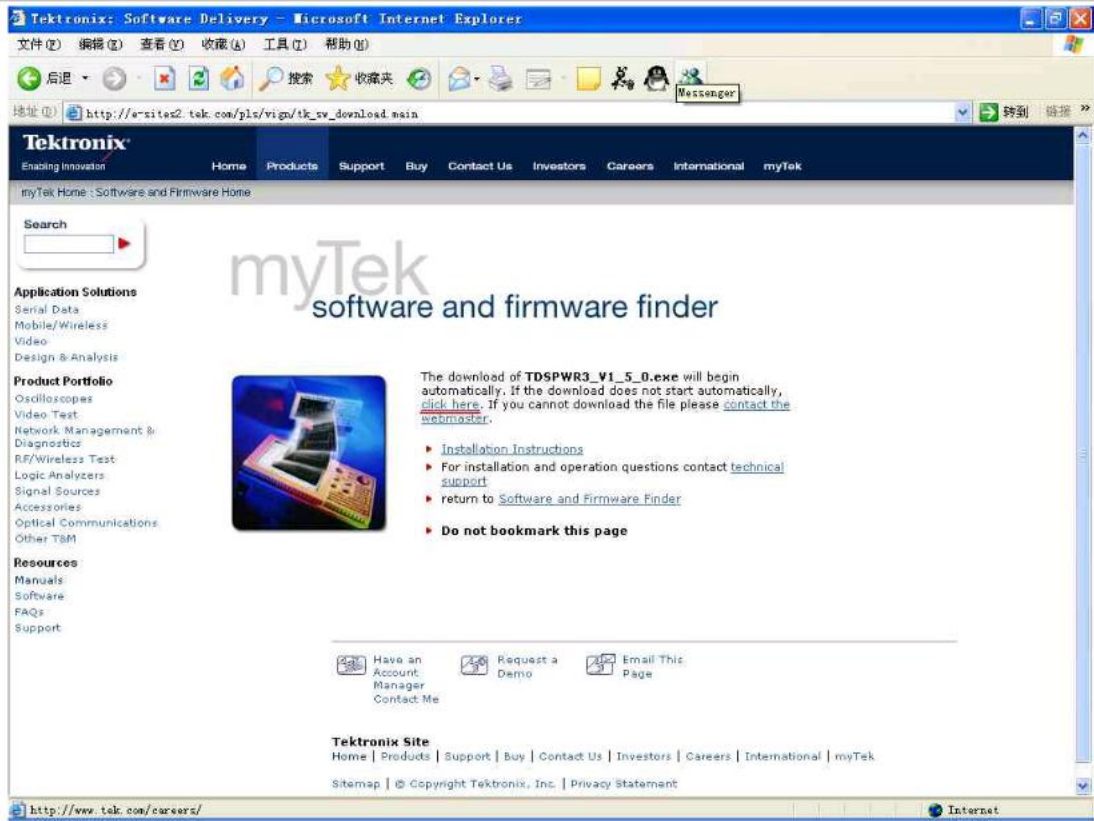 Tektronix: Software Delivery - Microsoft Internet Explorer
文件(F) 编辑(E) 查看(V) 收藏(A) 工具(T) 帮助(H)
后退 搜索 收藏夹
Messenger
地址(D) http://e-sites2.tek.com/pls/vign/tk_sw_download.main 转到 链接 »
Tektronix
Enabling Innovation
Home Products Support Buy Contact Us Investors Careers International myTek
myTek Home : Software and Firmware Home
Search
myTek
software and firmware finder
Application Solutions
Serial Data
Mobile/Wireless
Video
Design & Analysis
Product Portfolio
Oscilloscopes
Video Test
Network Management &
Diagnostics
RF/Wireless Test
Logic Analyzers
Signal Sources
Accessories
Optical Communications
Other T&M
Resources
Manuals
Software
FAQs
Support
The download of TDSPWR3_V1_5_0.exe will begin
automatically. If the download does not start automatically,
click here. If you cannot download the file please contact the
webmaster.
Installation Instructions
For installation and operation questions contact technical
support
return to Software and Firmware Finder
Do not bookmark this page
Have an
Account
Manager
Contact Me
Request a
Demo
Email This
Page
Tektronix Site
Home | Products | Support | Buy | Contact Us | Investors | Careers | International | myTek
Sitemap | © Copyright Tektronix, Inc. | Privacy Statement
http://www.tek.com/careers/ Internet